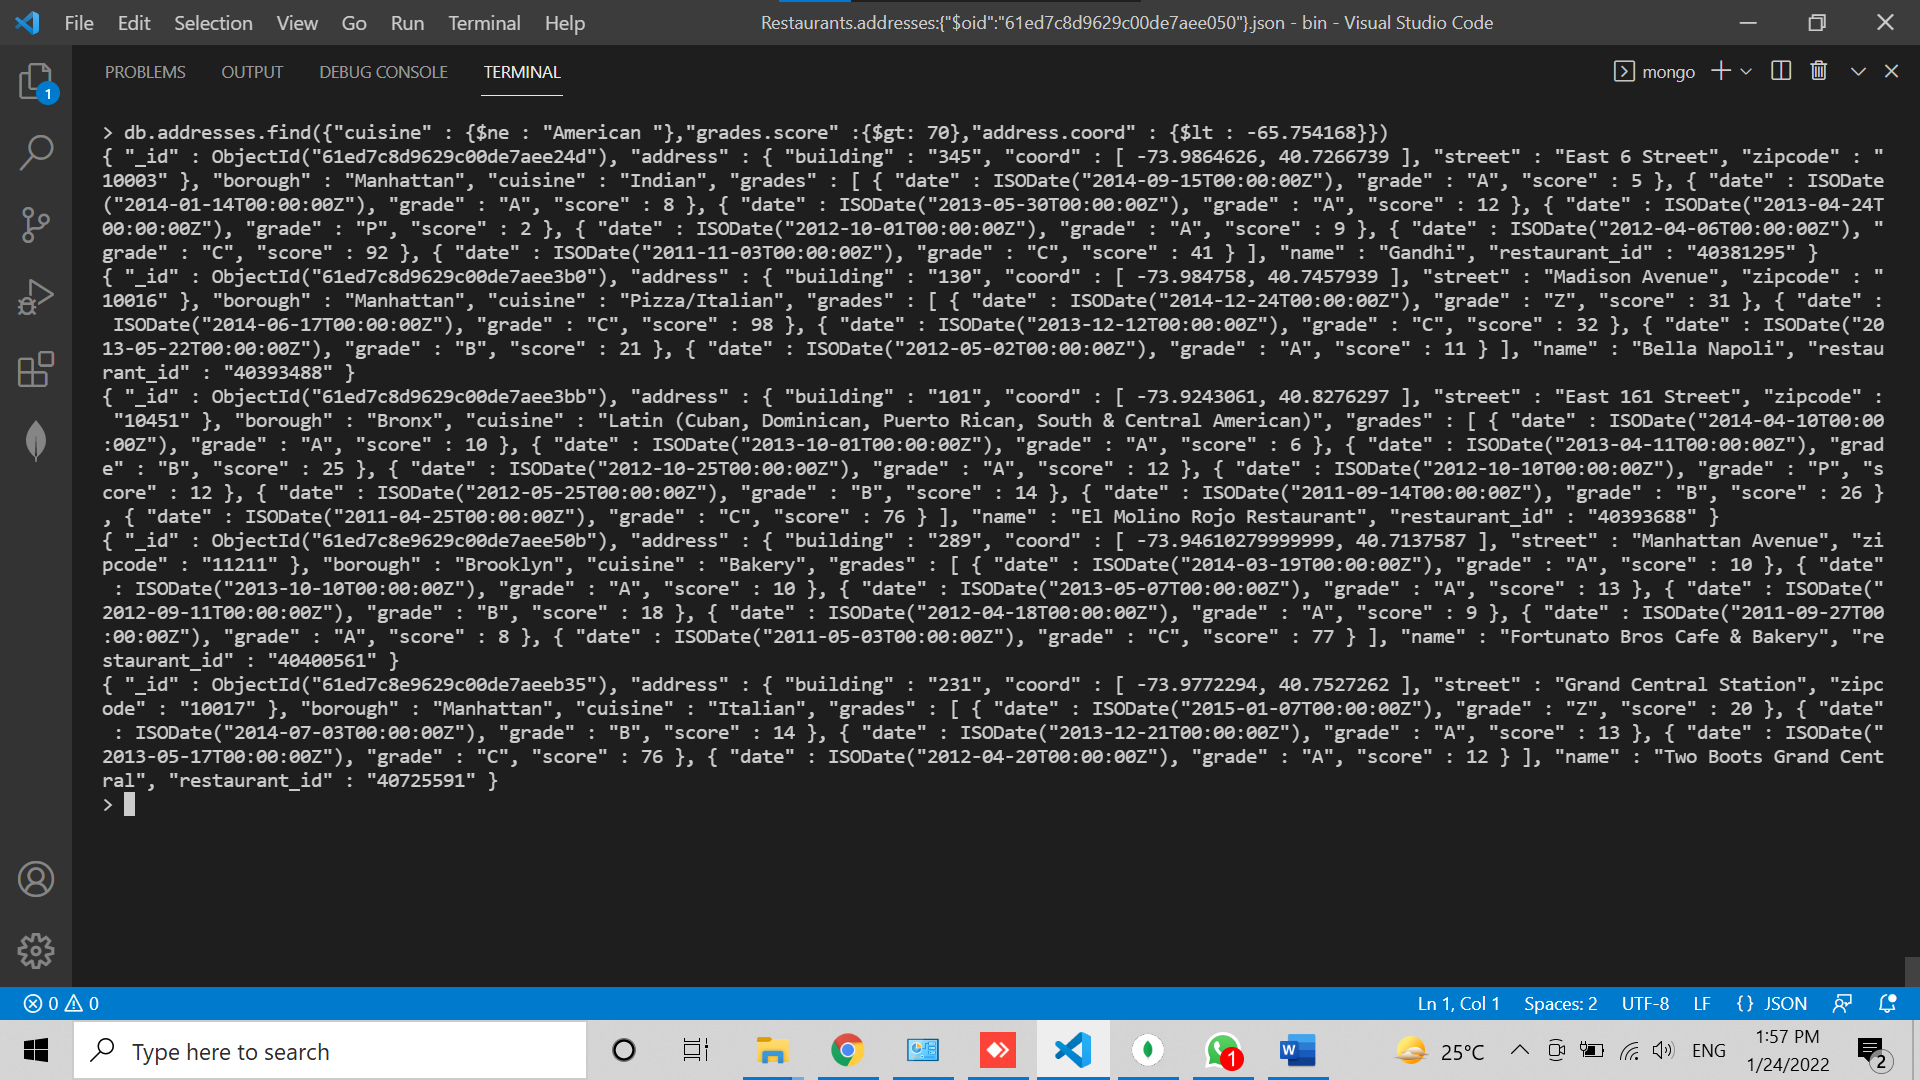 File Edit Selection View Go Run Terminal Help Restaurants.addresses:{"$oid":"61ed7c8d9629c00de7aee050"}.json - bin - Visual Studio Code
PROBLEMS OUTPUT DEBUG CONSOLE TERMINAL mongo
1
> db.addresses.find({"cuisine" : {$ne : "American "},"grades.score" :{$gt: 70},"address.coord" : {$lt : -65.754168}})
{ "_id" : ObjectId("61ed7c8d9629c00de7aee24d"), "address" : { "building" : "345", "coord" : [ -73.9864626, 40.7266739 ], "street" : "East 6 Street", "zipcode" : "
10003" }, "borough" : "Manhattan", "cuisine" : "Indian", "grades" : [ { "date" : ISODate("2014-09-15T00:00:00Z"), "grade" : "A", "score" : 5 }, { "date" : ISODate
("2014-01-14T00:00:00Z"), "grade" : "A", "score" : 8 }, { "date" : ISODate("2013-05-30T00:00:00Z"), "grade" : "A", "score" : 12 }, { "date" : ISODate("2013-04-24T
00:00:00Z"), "grade" : "P", "score" : 2 }, { "date" : ISODate("2012-10-01T00:00:00Z"), "grade" : "A", "score" : 9 }, { "date" : ISODate("2012-04-06T00:00:00Z"), "
grade" : "C", "score" : 92 }, { "date" : ISODate("2011-11-03T00:00:00Z"), "grade" : "C", "score" : 41 } ], "name" : "Gandhi", "restaurant_id" : "40381295" }
{ "_id" : ObjectId("61ed7c8d9629c00de7aee3b0"), "address" : { "building" : "130", "coord" : [ -73.984758, 40.7457939 ], "street" : "Madison Avenue", "zipcode" : "
10016" }, "borough" : "Manhattan", "cuisine" : "Pizza/Italian", "grades" : [ { "date" : ISODate("2014-12-24T00:00:00Z"), "grade" : "Z", "score" : 31 }, { "date" :
ISODate("2014-06-17T00:00:00Z"), "grade" : "C", "score" : 98 }, { "date" : ISODate("2013-12-12T00:00:00Z"), "grade" : "C", "score" : 32 }, { "date" : ISODate("20
13-05-22T00:00:00Z"), "grade" : "B", "score" : 21 }, { "date" : ISODate("2012-05-02T00:00:00Z"), "grade" : "A", "score" : 11 } ], "name" : "Bella Napoli", "restau
rant_id" : "40393488" }
{ "_id" : ObjectId("61ed7c8d9629c00de7aee3bb"), "address" : { "building" : "101", "coord" : [ -73.9243061, 40.8276297 ], "street" : "East 161 Street", "zipcode" :
"10451" }, "borough" : "Bronx", "cuisine" : "Latin (Cuban, Dominican, Puerto Rican, South & Central American)", "grades" : [ { "date" : ISODate("2014-04-10T00:00
:00Z"), "grade" : "A", "score" : 10 }, { "date" : ISODate("2013-10-01T00:00:00Z"), "grade" : "A", "score" : 6 }, { "date" : ISODate("2013-04-11T00:00:00Z"), "grad
e" : "B", "score" : 25 }, { "date" : ISODate("2012-10-25T00:00:00Z"), "grade" : "A", "score" : 12 }, { "date" : ISODate("2012-10-10T00:00:00Z"), "grade" : "P", "s
core" : 12 }, { "date" : ISODate("2012-05-25T00:00:00Z"), "grade" : "B", "score" : 14 }, { "date" : ISODate("2011-09-14T00:00:00Z"), "grade" : "B", "score" : 26 }
, { "date" : ISODate("2011-04-25T00:00:00Z"), "grade" : "C", "score" : 76 } ], "name" : "El Molino Rojo Restaurant", "restaurant_id" : "40393688" }
{ "_id" : ObjectId("61ed7c8e9629c00de7aee50b"), "address" : { "building" : "289", "coord" : [ -73.94610279999999, 40.7137587 ], "street" : "Manhattan Avenue", "zi
pcode" : "11211" }, "borough" : "Brooklyn", "cuisine" : "Bakery", "grades" : [ { "date" : ISODate("2014-03-19T00:00:00Z"), "grade" : "A", "score" : 10 }, { "date"
: ISODate("2013-10-10T00:00:00Z"), "grade" : "A", "score" : 10 }, { "date" : ISODate("2013-05-07T00:00:00Z"), "grade" : "A", "score" : 13 }, { "date" : ISODate("
2012-09-11T00:00:00Z"), "grade" : "B", "score" : 18 }, { "date" : ISODate("2012-04-18T00:00:00Z"), "grade" : "A", "score" : 9 }, { "date" : ISODate("2011-09-27T00
:00:00Z"), "grade" : "A", "score" : 8 }, { "date" : ISODate("2011-05-03T00:00:00Z"), "grade" : "C", "score" : 77 } ], "name" : "Fortunato Bros Cafe & Bakery", "re
staurant_id" : "40400561" }
{ "_id" : ObjectId("61ed7c8e9629c00de7aeeb35"), "address" : { "building" : "231", "coord" : [ -73.9772294, 40.7527262 ], "street" : "Grand Central Station", "zipc
ode" : "10017" }, "borough" : "Manhattan", "cuisine" : "Italian", "grades" : [ { "date" : ISODate("2015-01-07T00:00:00Z"), "grade" : "Z", "score" : 20 }, { "date"
: ISODate("2014-07-03T00:00:00Z"), "grade" : "B", "score" : 14 }, { "date" : ISODate("2013-12-21T00:00:00Z"), "grade" : "A", "score" : 13 }, { "date" : ISODate("
2013-05-17T00:00:00Z"), "grade" : "C", "score" : 76 }, { "date" : ISODate("2012-04-20T00:00:00Z"), "grade" : "A", "score" : 12 } ], "name" : "Two Boots Grand Cent
ral", "restaurant_id" : "40725591" }
>
0 0 Ln 1, Col 1 Spaces: 2 UTF-8 LF {} JSON
Type here to search W 1 25°C ENG 1:57 PM
1/24/2022 2